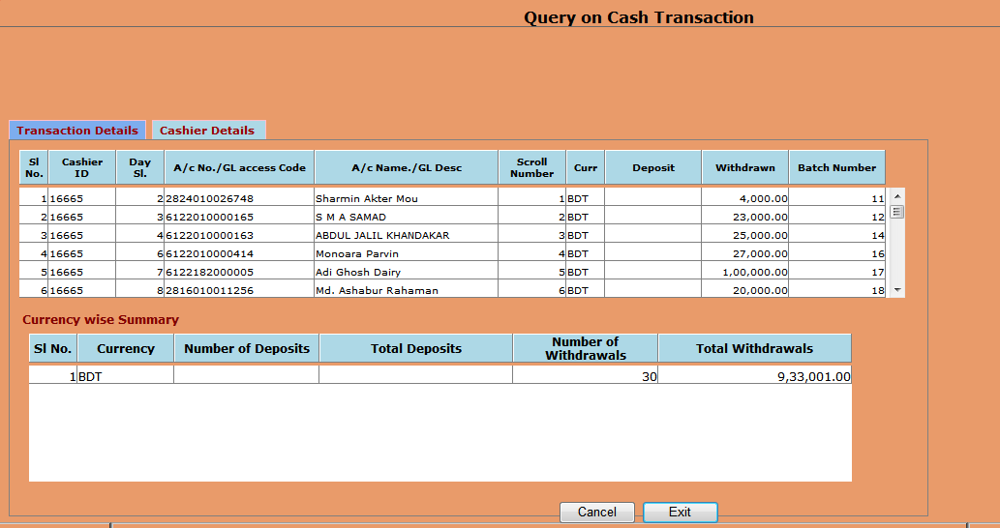 Query on Cash Transaction
Transaction Details Cashier Details
Sl No. Cashier ID Day Sl. A/c No./GL access Code A/c Name./GL Desc Scroll Number Curr Deposit Withdrawn Batch Number
1 16665 2 2824010026748 Sharmin Akter Mou 1 BDT 4,000.00 11
2 16665 3 6122010000165 S M A SAMAD 2 BDT 23,000.00 12
3 16665 4 6122010000163 ABDUL JALIL KHANDAKAR 3 BDT 25,000.00 14
4 16665 6 6122010000414 Monoara Parvin 4 BDT 27,000.00 16
5 16665 7 6122182000005 Adi Ghosh Dairy 5 BDT 1,00,000.00 17
6 16665 8 2816010011256 Md. Ashabur Rahaman 6 BDT 20,000.00 18
Currency wise Summary
Sl No. Currency Number of Deposits Total Deposits Number of Withdrawals Total Withdrawals
1 BDT 30 9,33,001.00
Cancel Exit